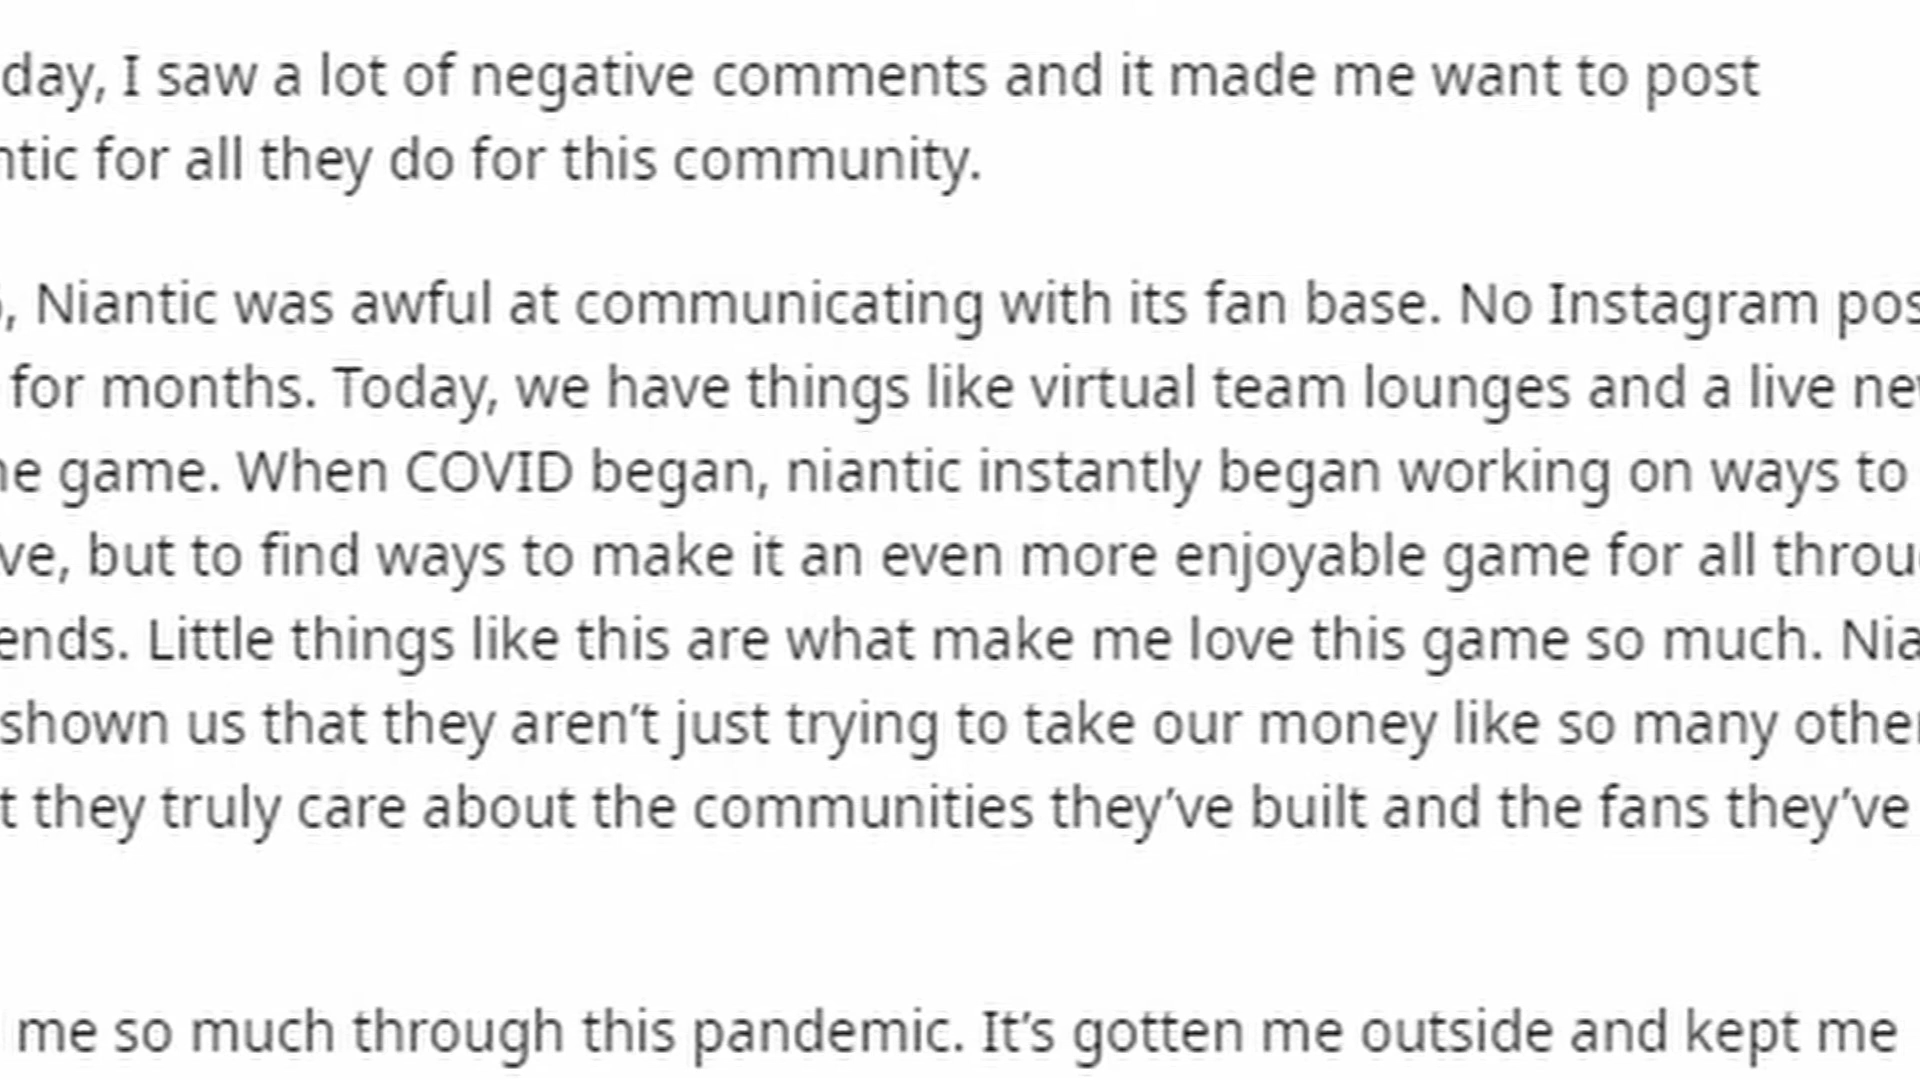 day, I saw a lot of negative comments and it made me want to post
ntic for all they do for this community.
, Niantic was awful at communicating with its fan base. No Instagram pos
for months. Today, we have things like virtual team lounges and a live new
he game. When COVID began, niantic instantly began working on ways to
ve, but to find ways to make it an even more enjoyable game for all throug
ends. Little things like this are what make me love this game so much. Nia
shown us that they aren’t just trying to take our money like so many other
t they truly care about the communities they’ve built and the fans they’ve
me so much through this pandemic. It’s gotten me outside and kept me